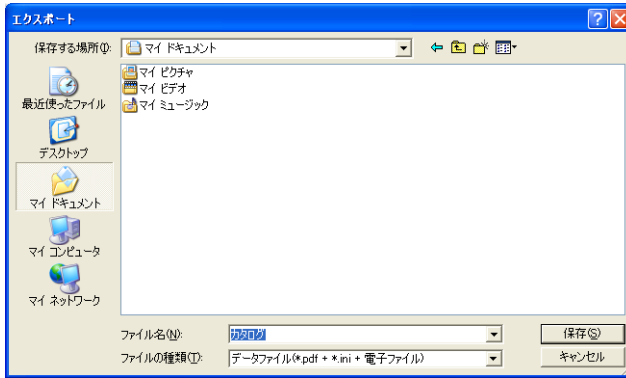 エクスポート
保存する場所(I):
マイ ドキュメント
マイ ピクチャ
マイ ビデオ
マイ ミュージック
最近使ったファイル
デスクトップ
マイ ドキュメント
マイ コンピュータ
マイ ネットワーク
ファイル名(N):
カタログ
保存(S)
ファイルの種類(T):
データファイル(*.pdf + *.ini + 電子ファイル)
キャンセル